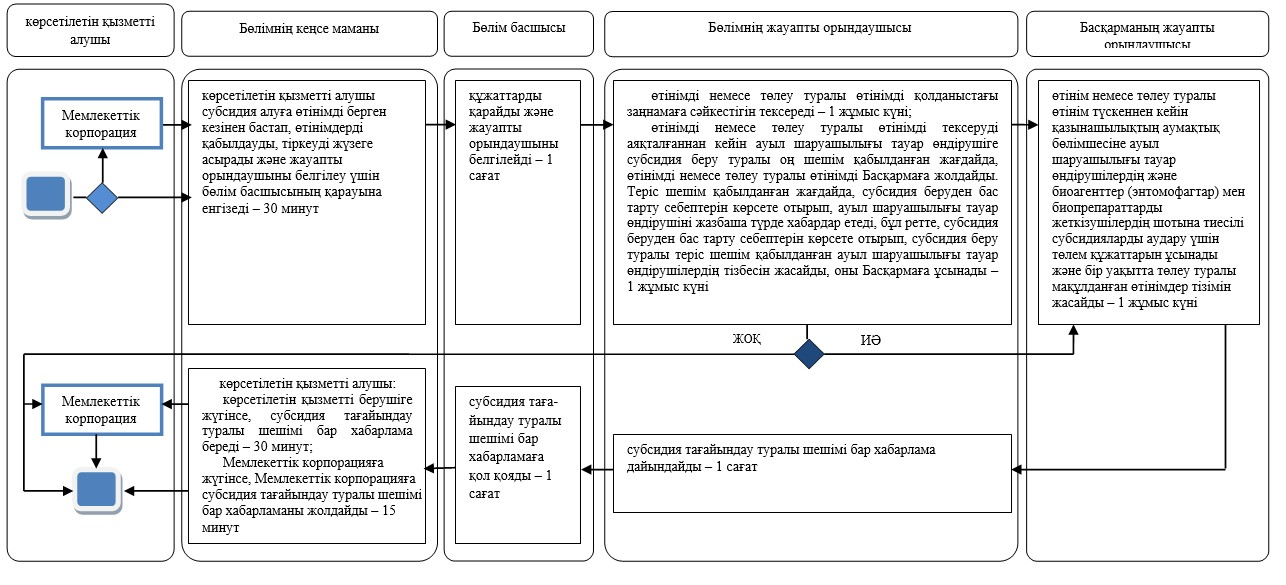 көрсетілетін қызметті
алушы
Бөлімнің кеңсе маманы
Бөлім басшысы
Бөлімнің жауапты орындаушысы
Басқарманың жауапты
орындаушысы
Мемлекеттік
корпорация
көрсетілетін қызметті алушы
субсидия алуға өтінімді берген
кезінен бастап, өтінімдерді
қабылдауды, тіркеуді жүзеге
асырады және жауапты
орындаушыны белгілеу үшін
бөлім басшысының қарауына
енгізеді – 30 минут
құжаттарды
қарайды және
жауапты
орындаушыны
белгілейді – 1
сағат
өтінімді немесе төлеу туралы өтінімді қолданыстағы
заңнамаға сәйкестігін тексереді – 1 жұмыс күні;
өтінімді немесе төлеу туралы өтінімді тексеруді
аяқталғаннан кейін ауыл шаруашылығы тауар өндірушіге
субсидия беру туралы оң шешім қабылданған жағдайда,
өтінімді немесе төлеу туралы өтінімді Басқармаға жолдайды.
Теріс шешім қабылданған жағдайда, субсидия беруден бас
тарту себептерін көрсете отырып, ауыл шаруашылығы тауар
өндірушіні жазбаша түрде хабардар етеді, бұл ретте, субсидия
беруден бас тарту себептерін көрсете отырып, субсидия беру
туралы теріс шешім қабылданған ауыл шаруашылығы тауар
өндірушілердің тізбесін жасайды, оны Басқармаға ұсынады –
1 жұмыс күні
өтінім немесе төлеу туралы
өтінім түскеннен кейін
қазынашылықтың аумақтық
бөлімшесіне ауыл
шаруашылығы тауар
өндірушілердің және
биоагенттер (энтомофагтар) мен
биопрепараттарды
жеткізушілердің шотына тиесілі
субсидияларды аудару үшін
төлем құжаттарын ұсынады
және бір уақытта төлеу туралы
мақұлданған өтінімдер тізімін
жасайды – 1 жұмыс күні
ЖОҚ
ИӘ
Мемлекеттік
корпорация
көрсетілетін қызметті алушы:
көрсетілетін қызметті берушіге
жүгінсе, субсидия тағайындау
туралы шешімі бар хабарлама
береді – 30 минут;
Мемлекеттік корпорацияға
жүгінсе, Мемлекеттік корпорацияға
субсидия тағайындау туралы шешімі
бар хабарламаны жолдайды – 15
минут
субсидия таға-
йындау туралы
шешімі бар
хабарламаға
қол қояды – 1
сағат
субсидия тағайындау туралы шешімі бар хабарлама
дайындайды – 1 сағат